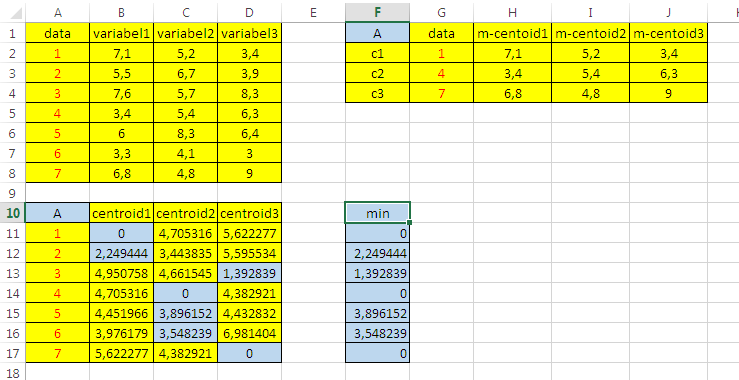 A B C D E F G H I J
1 data variabel1 variabel2 variabel3 A data m-centoid1 m-centoid2 m-centoid3
2 1 7,1 5,2 3,4 c1 1 7,1 5,2 3,4
3 2 5,5 6,7 3,9 c2 4 3,4 5,4 6,3
4 3 7,6 5,7 8,3 c3 7 6,8 4,8 9
5 4 3,4 5,4 6,3
6 5 6 8,3 6,4
7 6 3,3 4,1 3
8 7 6,8 4,8 9
9
10 A centroid1 centroid2 centroid3 min
11 1 0 4,705316 5,622277 0
12 2 2,249444 3,443835 5,595534 2,249444
13 3 4,950758 4,661545 1,392839 1,392839
14 4 4,705316 0 4,382921 0
15 5 4,451966 3,896152 4,432832 3,896152
16 6 3,976179 3,548239 6,981404 3,548239
17 7 5,622277 4,382921 0 0
18